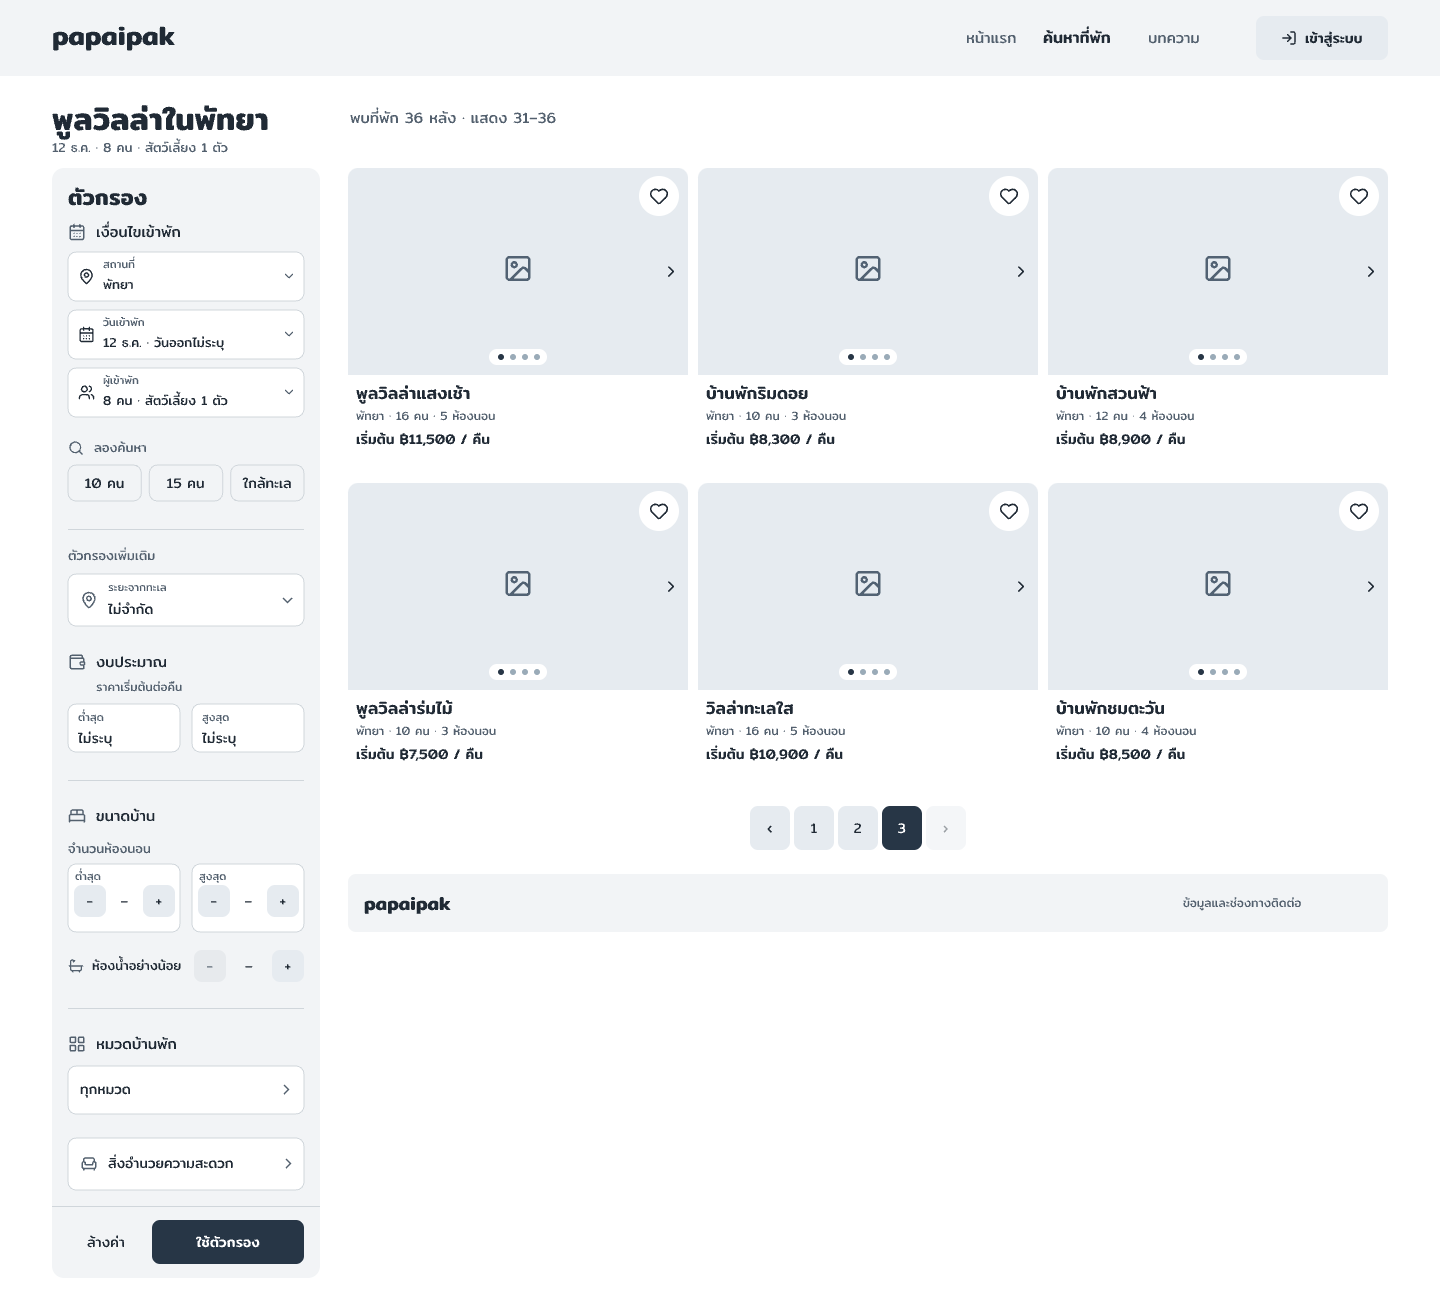 papaipak
หน้าแรก ค้นหาที่พัก บทความ เข้าสู่ระบบ
พูลวิลล่าในพัทยา
12 ธ.ค. · 8 คน · สัตว์เลี้ยง 1 ตัว
พบที่พัก 36 หลัง · แสดง 31–36
ตัวกรอง
เงื่อนไขเข้าพัก
สถานที่
พัทยา
วันเข้าพัก
12 ธ.ค. · วันออกไม่ระบุ
ผู้เข้าพัก
8 คน · สัตว์เลี้ยง 1 ตัว
ลองค้นหา
10 คน 15 คน ใกล้ทะเล
ตัวกรองเพิ่มเติม
ระยะจากทะเล
ไม่จำกัด
งบประมาณ
ราคาเริ่มต้นต่อคืน
ต่ำสุด สูงสุด
ไม่ระบุ ไม่ระบุ
ขนาดบ้าน
จำนวนห้องนอน
ต่ำสุด สูงสุด
− – + − – +
ห้องน้ำอย่างน้อย − – +
หมวดบ้านพัก
ทุกหมวด
สิ่งอำนวยความสะดวก
ล้างค่า ใช้ตัวกรอง
พูลวิลล่าแสงเช้า
พัทยา · 16 คน · 5 ห้องนอน
เริ่มต้น ฿11,500 / คืน
บ้านพักริมดอย
พัทยา · 10 คน · 3 ห้องนอน
เริ่มต้น ฿8,300 / คืน
บ้านพักสวนฟ้า
พัทยา · 12 คน · 4 ห้องนอน
เริ่มต้น ฿8,900 / คืน
พูลวิลล่าร่มไม้
พัทยา · 10 คน · 3 ห้องนอน
เริ่มต้น ฿7,500 / คืน
วิลล่าทะเลใส
พัทยา · 16 คน · 5 ห้องนอน
เริ่มต้น ฿10,900 / คืน
บ้านพักชมตะวัน
พัทยา · 10 คน · 4 ห้องนอน
เริ่มต้น ฿8,500 / คืน
‹ 1 2 3 ›
papaipak
ข้อมูลและช่องทางติดต่อ